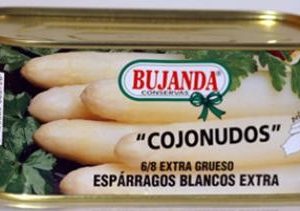 BUJANDA
CONSERVAS
"COJONUDOS"
6/8 EXTRA GRUESO
ESPÁRRAGOS BLANCOS EXTRA